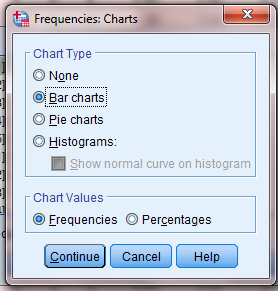 Frequencies: Charts
Chart Type
None
Bar charts
Pie charts
Histograms:
Show normal curve on histogram
Chart Values
Frequencies Percentages
Continue Cancel Help